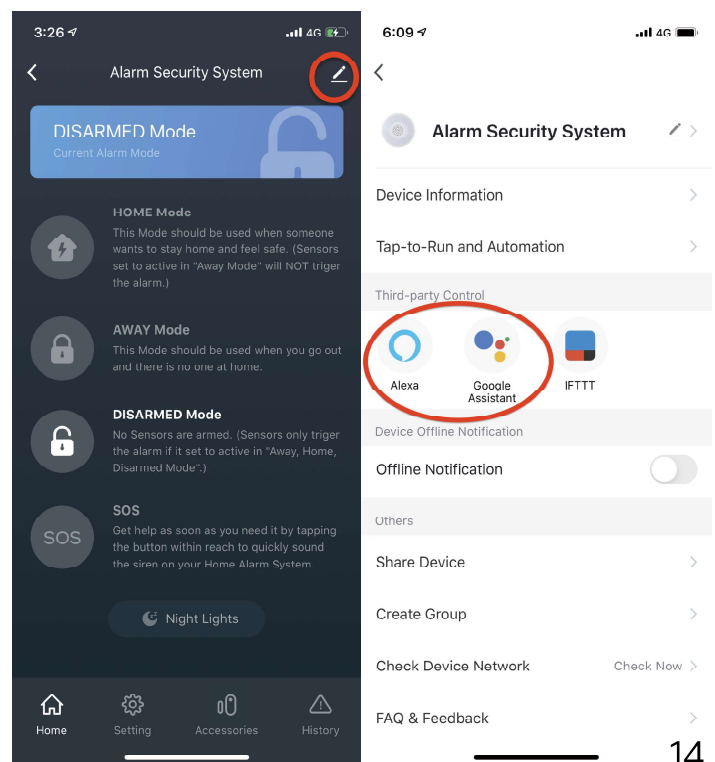 3:26
4G
Alarm Security System
DISARMED Mode
Current Alarm Mode
HOME Mode
This Mode should be used when someone
wants to stay home and feel safe. (Sensors
set to active in "Away Mode" will NOT triger
the alarm.)
AWAY Mode
This Mode should be used when you go out
and there is no one at home.
DISARMED Mode
No Sensors are armed. (Sensors only triger
the alarm if it set to active in "Away, Home,
Disarmed Mode".)
SOS
SOS
Get help as soon as you need it by tapping
the button within reach to quickly sound
the siren on your Home Alarm System
Night Lights
Home
Setting
Accessories
History
6:09
4G
Alarm Security System
Device Information
Tap-to-Run and Automation
Third-party Control
Alexa
Google
Assistant
IFTTT
Device Offline Notification
Offline Notification
Others
Share Device
Create Group
Check Device Network
Check Now
FAQ & Feedback
14